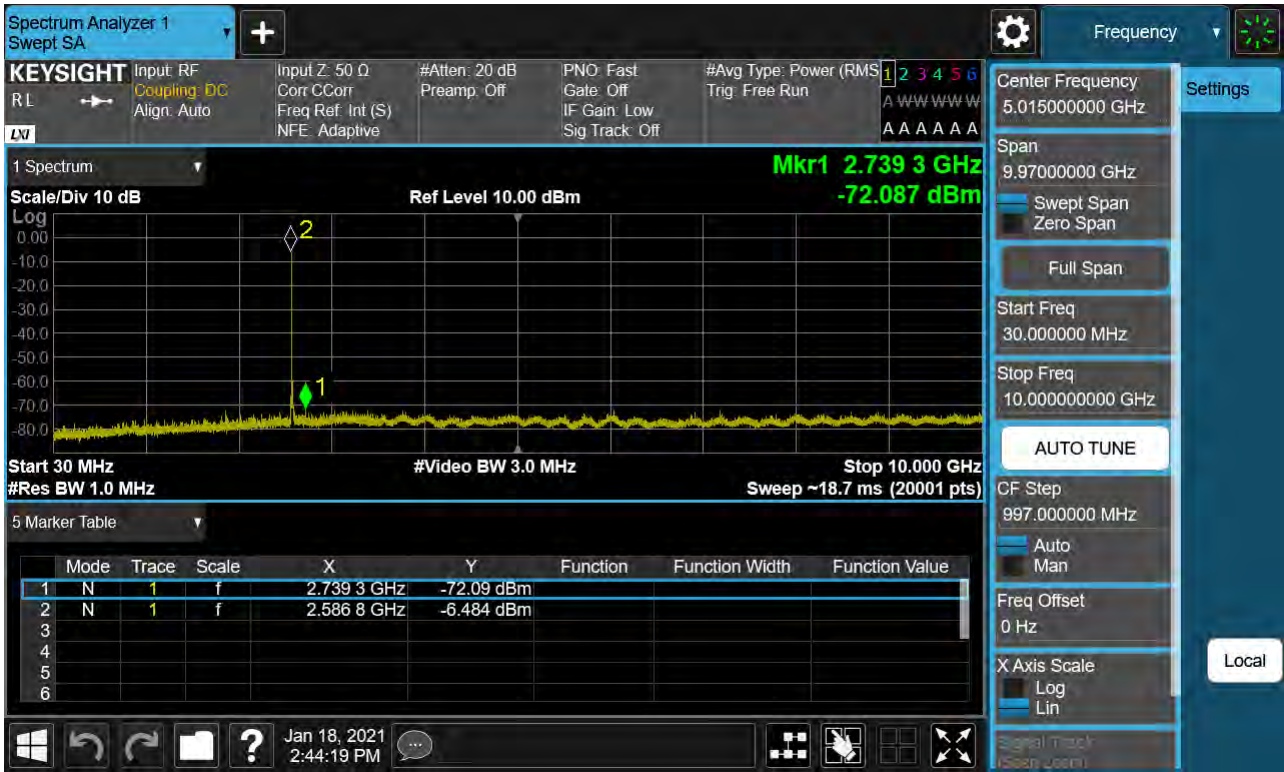 Spectrum Analyzer 1
Swept SA
+
Frequency
KEYSIGHT
RL
LXI
Input: RF
Coupling: DC
Align: Auto
Input Z: 50 Ω
Corr CCorr
Freq Ref: Int (S)
NFE: Adaptive
#Atten: 20 dB
Preamp: Off
PNO: Fast
Gate: Off
IF Gain: Low
Sig Track: Off
#Avg Type: Power (RMS
Trig: Free Run
1 2 3 4 5 6
A W W W W W
A A A A A A
1 Spectrum
Mkr1 2.739 3 GHz
Scale/Div 10 dB
Ref Level 10.00 dBm
-72.087 dBm
Log
0.00
-10.0
-20.0
-30.0
-40.0
-50.0
-60.0
-70.0
-80.0
2
1
Start 30 MHz
#Video BW 3.0 MHz
Stop 10.000 GHz
#Res BW 1.0 MHz
Sweep ~18.7 ms (20001 pts)
5 Marker Table
Mode Trace Scale X Y Function Function Width Function Value
1 N 1 f 2.739 3 GHz -72.09 dBm
2 N 1 f 2.586 8 GHz -6.484 dBm
3
4
5
6
Center Frequency
5.015000000 GHz
Span
9.97000000 GHz
Swept Span
Zero Span
Full Span
Start Freq
30.000000 MHz
Stop Freq
10.000000000 GHz
AUTO TUNE
CF Step
997.000000 MHz
Auto
Man
Freq Offset
0 Hz
X Axis Scale
Log
Lin
Signal Track
(Span Zoom)
Settings
Local
?
Jan 18, 2021
2:44:19 PM